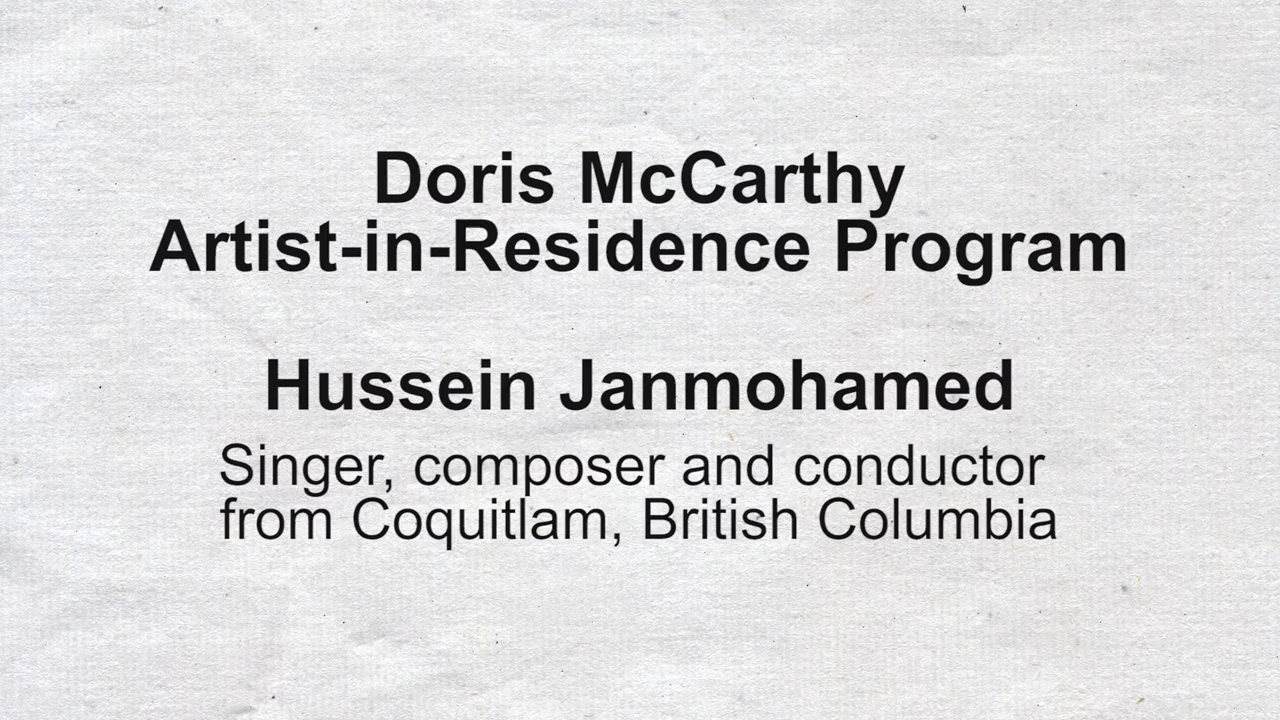 Doris McCarthy
Artist-in-Residence Program
Hussein Janmohamed
Singer, composer and conductor
from Coquitlam, British Columbia